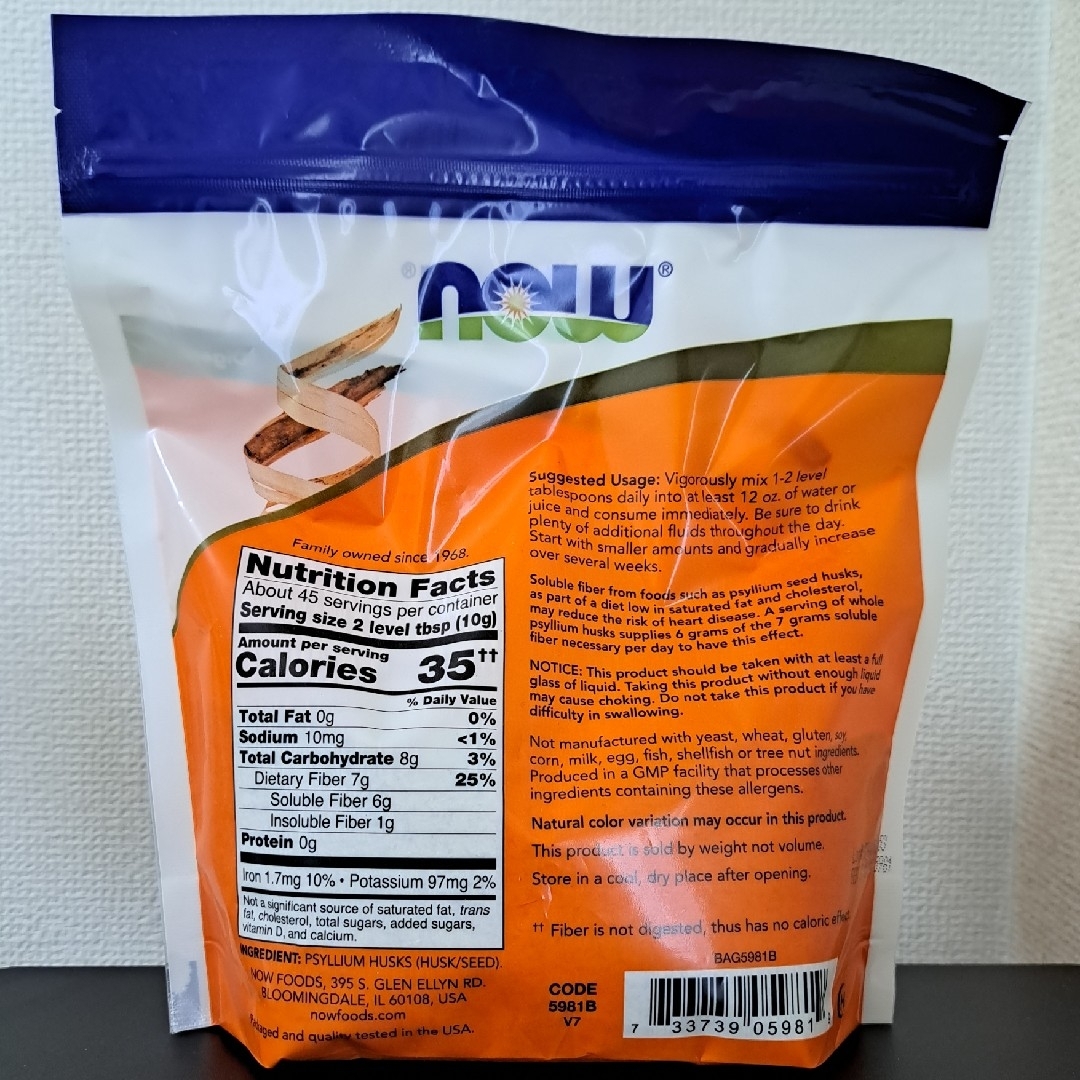 ® now®
Family owned since 1968.
Nutrition Facts
About 45 servings per container
Serving size 2 level tbsp (10g)
Amount per serving
Calories 35††
% Daily Value
Total Fat 0g 0%
Sodium 10mg <1%
Total Carbohydrate 8g 3%
Dietary Fiber 7g 25%
Soluble Fiber 6g
Insoluble Fiber 1g
Protein 0g
Iron 1.7mg 10% • Potassium 97mg 2%
Not a significant source of saturated fat, trans
fat, cholesterol, total sugars, added sugars,
vitamin D, and calcium.
INGREDIENT: PSYLLIUM HUSKS (HUSK/SEED).
NOW FOODS, 395 S. GLEN ELLYN RD.
BLOOMINGDALE, IL 60108, USA
nowfoods.com
and quality tested in the USA.
Suggested Usage: Vigorously mix 1-2 level
tablespoons daily into at least 12 oz. of water or
juice and consume immediately. Be sure to drink
plenty of additional fluids throughout the day.
Start with smaller amounts and gradually increase
over several weeks.
Soluble fiber from foods such as psyllium seed husks,
as part of a diet low in saturated fat and cholesterol,
may reduce the risk of heart disease. A serving of whole
psyllium husks supplies 6 grams of the 7 grams soluble
fiber necessary per day to have this effect.
NOTICE: This product should be taken with at least a full
glass of liquid. Taking this product without enough liquid
may cause choking. Do not take this product if you have
difficulty in swallowing.
Not manufactured with yeast, wheat, gluten, soy,
corn, milk, egg, fish, shellfish or tree nut ingredients.
Produced in a GMP facility that processes other
ingredients containing these allergens.
Natural color variation may occur in this product.
This product is sold by weight not volume.
Store in a cool, dry place after opening.
†† Fiber is not digested, thus has no caloric
BAG5981B
CODE
5981B
V7
7 33739 05981